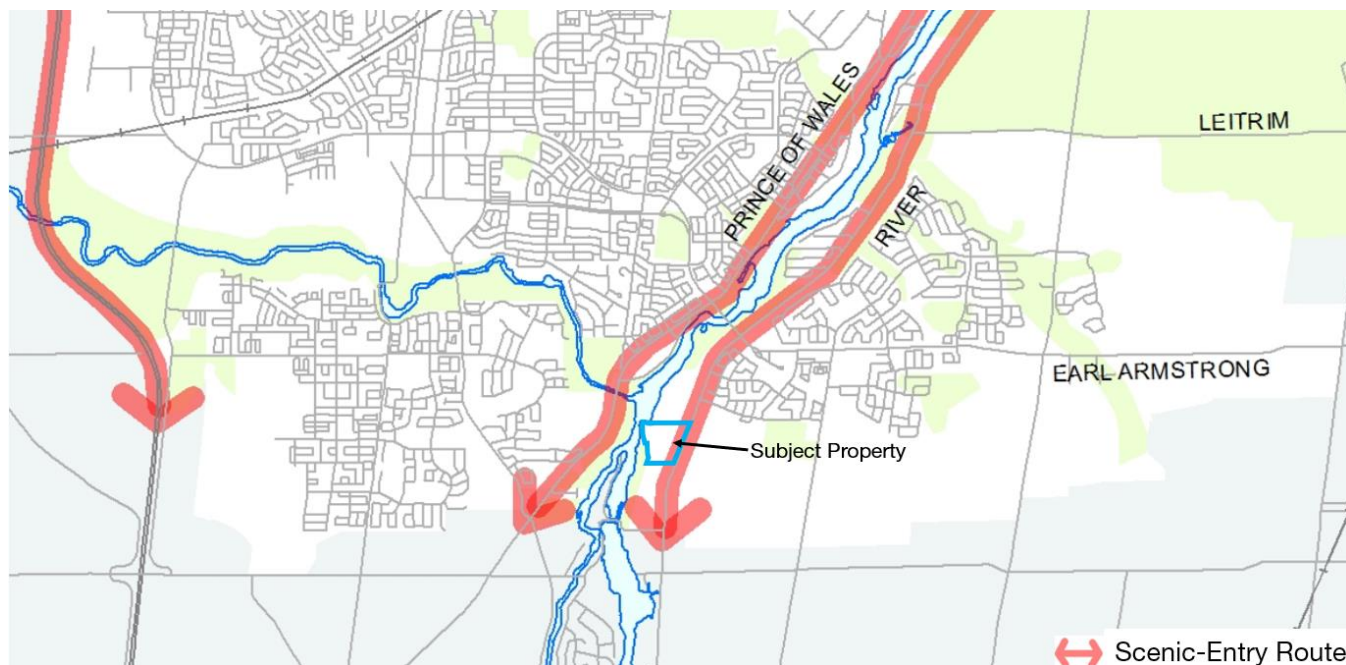 LEITRIM
PRINCE OF WALES
RIVER
EARL ARMSTRONG
Subject Property
Scenic-Entry Route